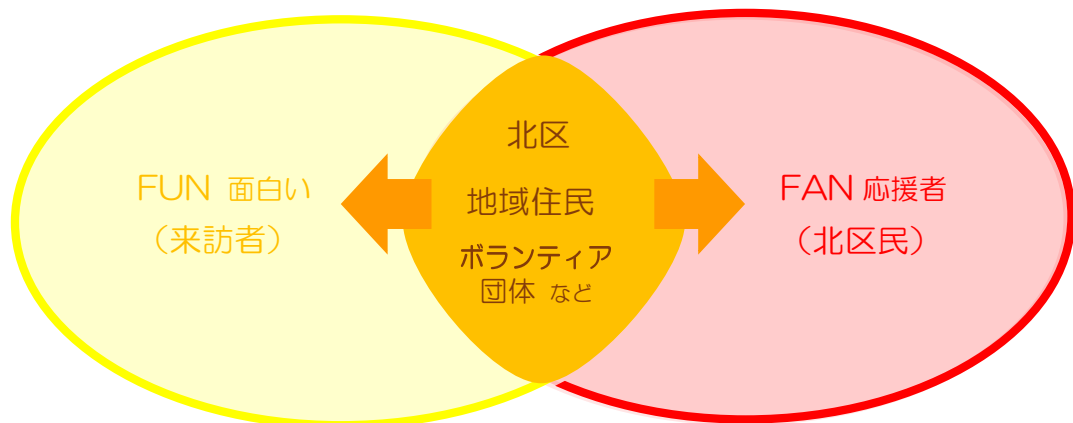 FUN 面白い
（来訪者）
北区
地域住民
ボランティア
団体 など
FAN 応援者
（北区民）